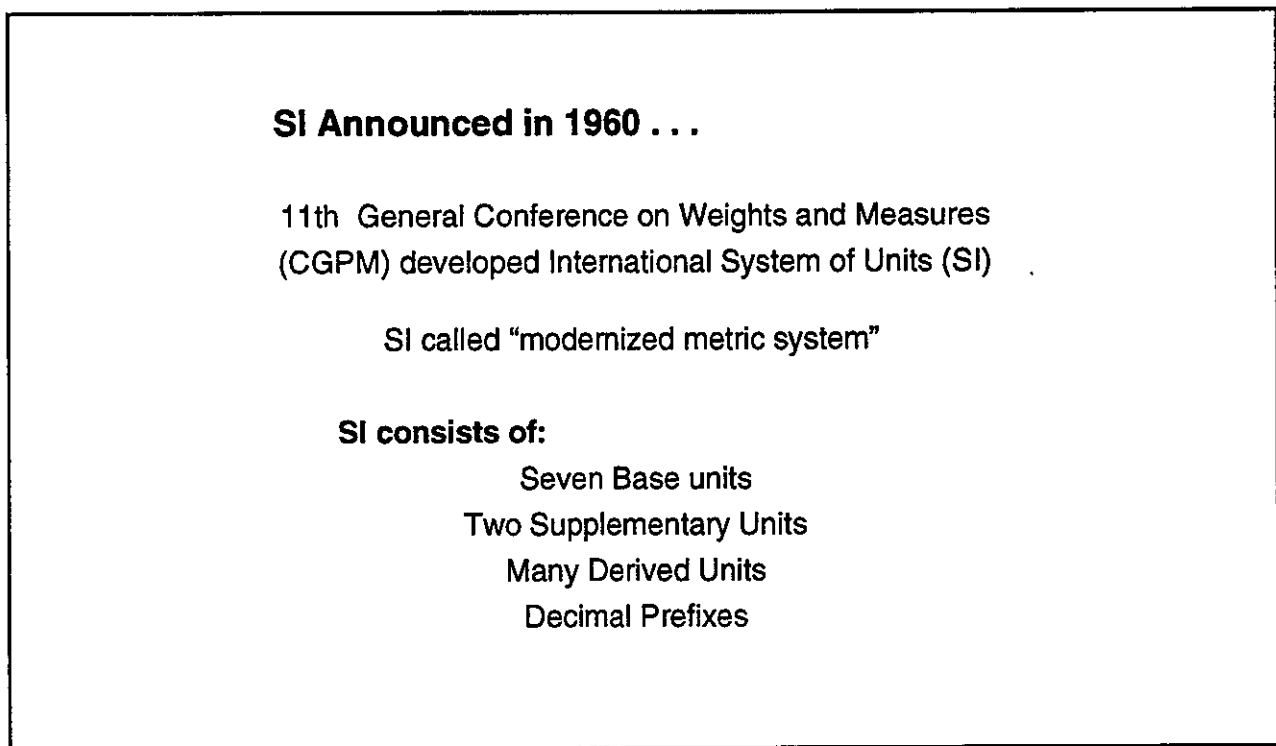 SI Announced in 1960 . . .
11th General Conference on Weights and Measures
(CGPM) developed International System of Units (SI)
SI called “modernized metric system”
SI consists of:
Seven Base units
Two Supplementary Units
Many Derived Units
Decimal Prefixes